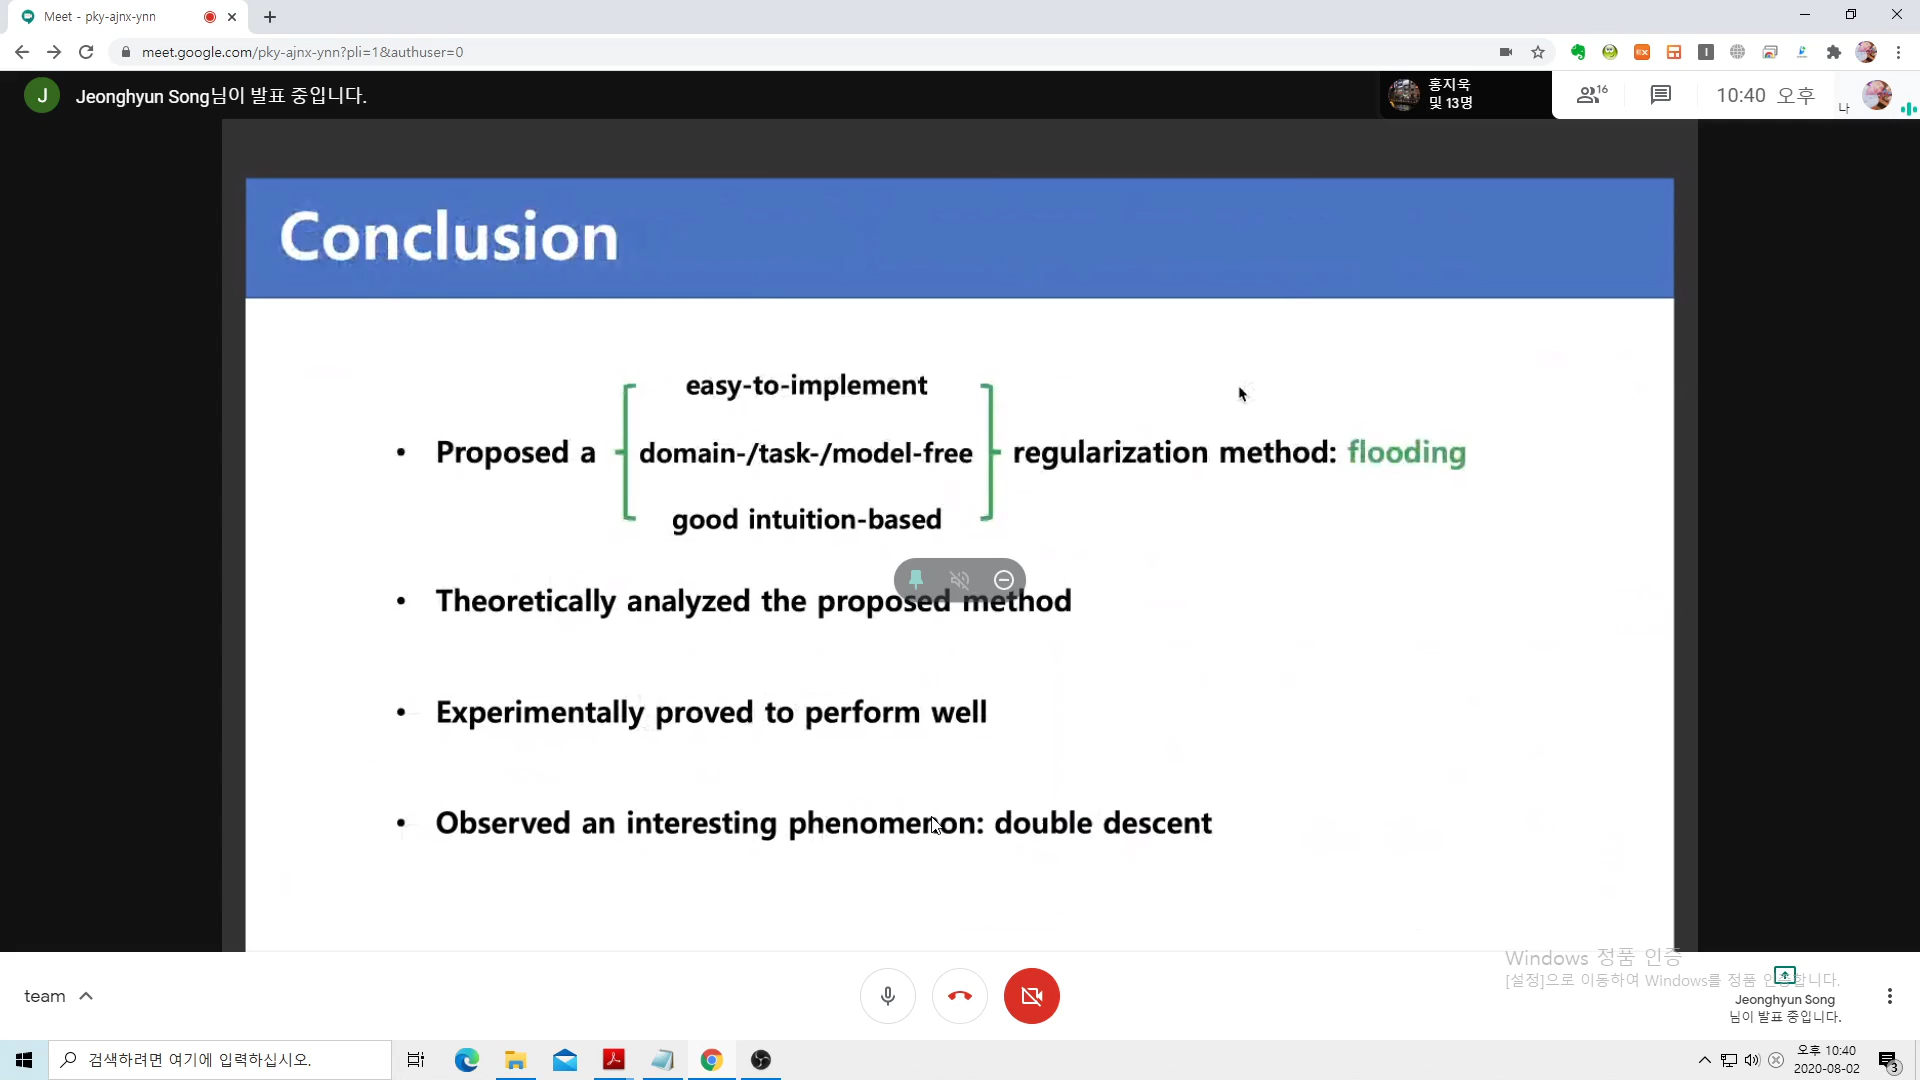 Meet - pky-ajnx-ynn
meet.google.com/pky-ajnx-ynn?pli=1&authuser=0
J
Jeonghyun Song님이 발표 중입니다.
홍지욱
및 13명
16
10:40 오후
나
Conclusion
easy-to-implement
• Proposed a domain-/task-/model-free regularization method: flooding
good intuition-based
• Theoretically analyzed the proposed method
• Experimentally proved to perform well
• Observed an interesting phenomenon: double descent
Windows 정품 인증
[설정]으로 이동하여 Windows를 정품 인증합니다.
team
Jeonghyun Song
님이 발표 중입니다.
검색하려면 여기에 입력하십시오.
오후 10:40
2020-08-02
3